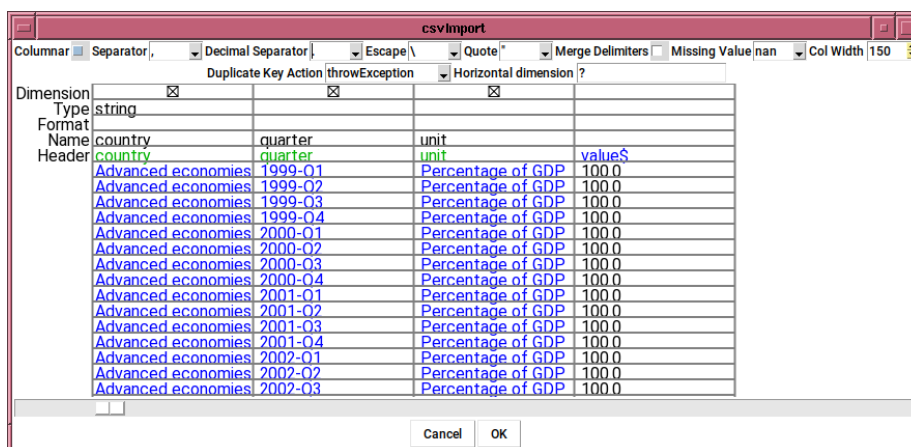 csvImport
Columnar Separator , Decimal Separator . Escape \ Quote " Merge Delimiters Missing Value nan Col Width 150
Duplicate Key Action throwException Horizontal dimension ?
Dimension
Type string
Format
Name country quarter unit
Header country quarter unit value$
Advanced economies 1999-Q1 Percentage of GDP 100.0
Advanced economies 1999-Q2 Percentage of GDP 100.0
Advanced economies 1999-Q3 Percentage of GDP 100.0
Advanced economies 1999-Q4 Percentage of GDP 100.0
Advanced economies 2000-Q1 Percentage of GDP 100.0
Advanced economies 2000-Q2 Percentage of GDP 100.0
Advanced economies 2000-Q3 Percentage of GDP 100.0
Advanced economies 2000-Q4 Percentage of GDP 100.0
Advanced economies 2001-Q1 Percentage of GDP 100.0
Advanced economies 2001-Q2 Percentage of GDP 100.0
Advanced economies 2001-Q3 Percentage of GDP 100.0
Advanced economies 2001-Q4 Percentage of GDP 100.0
Advanced economies 2002-Q1 Percentage of GDP 100.0
Advanced economies 2002-Q2 Percentage of GDP 100.0
Advanced economies 2002-Q3 Percentage of GDP 100.0
Cancel OK